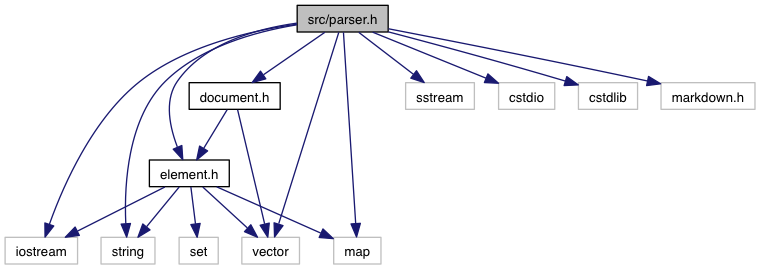 src/parser.h
document.h
sstream
cstdio
cstdlib
markdown.h
element.h
iostream
string
set
vector
map